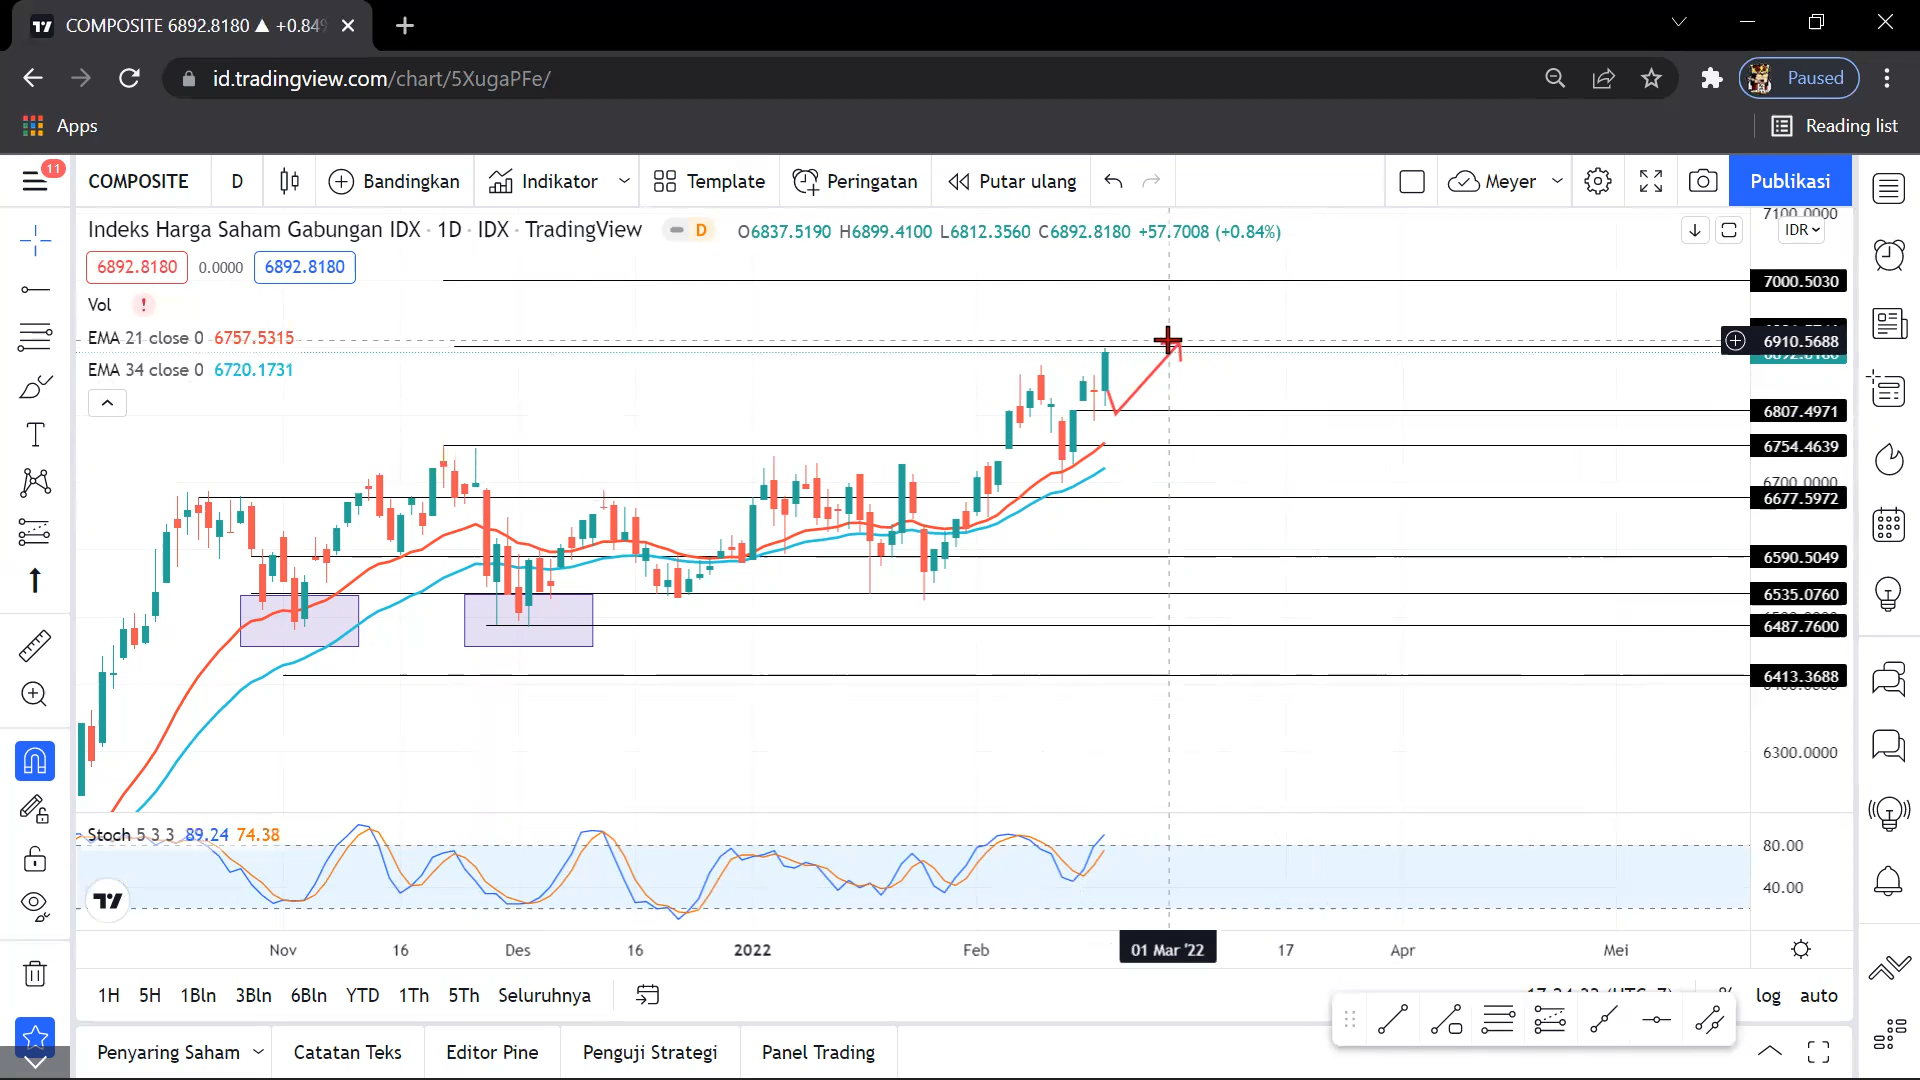 COMPOSITE 6892.8180 ▲ +0.84%
id.tradingview.com/chart/5XugaPFe/
Paused
Apps
Reading list
11
COMPOSITE
D
Bandingkan
Indikator
Template
Peringatan
Putar ulang
Meyer
Publikasi
Indeks Harga Saham Gabungan IDX · 1D · IDX · TradingView
D
O6837.5190 H6899.4100 L6812.3560 C6892.8180 +57.7008 (+0.84%)
7100.0000
IDR
6892.8180 0.0000 6892.8180
7000.5030
Vol !
EMA 21 close 0 6757.5315
6910.5688
6892.8180
EMA 34 close 0 6720.1731
6807.4971
6754.4639
6700.0000
6677.5972
6590.5049
6535.0760
6487.7600
6413.3688
6300.0000
Stoch 5 3 3 89.24 74.38
80.00
40.00
Nov
16
Des
16
2022
Feb
01 Mar '22
17
Apr
Mei
1H 5H 1Bln 3Bln 6Bln YTD 1Th 5Th Seluruhnya
%
log
auto
Penyaring Saham
Catatan Teks
Editor Pine
Penguji Strategi
Panel Trading